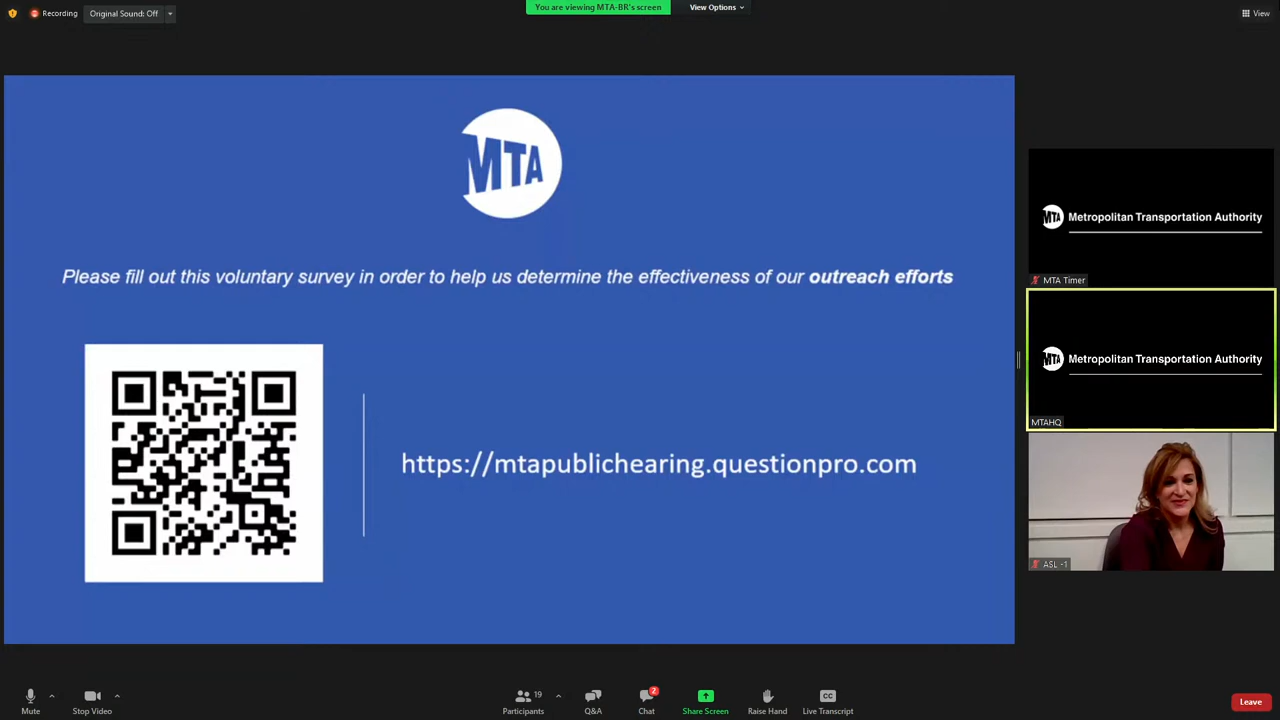 Recording
Original Sound: Off
You are viewing MTA-BR's screen
View Options
View
MTA
Please fill out this voluntary survey in order to help us determine the effectiveness of our outreach efforts
https://mtapublichearing.questionpro.com
MTA Metropolitan Transportation Authority
MTA Timer
MTA Metropolitan Transportation Authority
MTAHQ
ASL -1
Mute
Stop Video
Participants 19
Q&A
Chat 2
Share Screen
Raise Hand
CC
Live Transcript
Leave